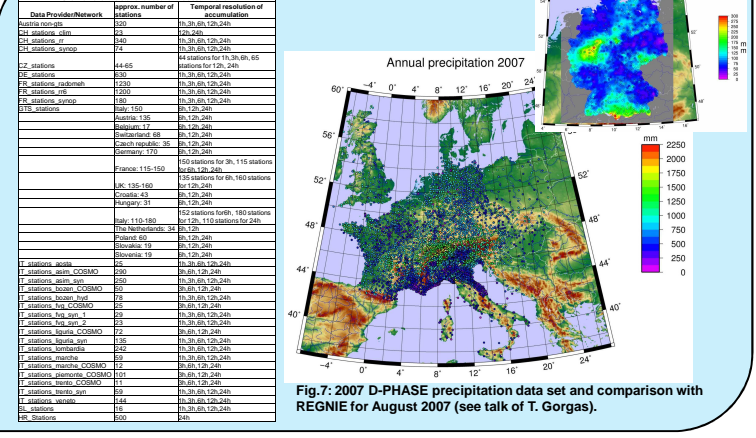 Data Provider/Network approx. number of stations Temporal resolution of accumulation
Austria non-gts 320 1h,3h,6h,12h,24h
CH_stations_clim 23 12h,24h
CH_stations_rr 340 1h,3h,6h,12h,24h
CH_stations_synop 74 1h,3h,6h,12h,24h
CZ_stations 44-65 44 stations for 1h,3h,6h, 65 stations for 12h, 24h
DE_stations 630 1h,3h,6h,12h,24h
FR_stations_radomeh 1230 1h,3h,6h,12h,24h
FR_stations_rr6 1200 1h,3h,6h,12h,24h
FR_stations_synop 180 1h,3h,6h,12h,24h
GTS_stations Italy: 150 6h,12h,24h
Austria: 135 6h,12h,24h
Belgium: 17 6h,12h,24h
Switzerland: 68 6h,12h,24h
Czech republic: 35 6h,12h,24h
Germany: 170 6h,12h,24h
France: 115-150 150 stations for 3h, 115 stations for 6h,12h,24h
UK: 135-160 135 stations for 6h,160 stations for 12h,24h
Croatia: 43 6h,12h,24h
Hungary: 31 6h,12h,24h
Italy: 110-180 152 stations for6h, 180 stations for 12h, 110 stations for 24h
The Netherlands: 34 6h,12h
Poland: 60 6h,12h,24h
Slovakia: 19 6h,12h,24h
Slovenia: 19 6h,12h,24h
IT_stations_aosta 25 1h,3h,6h,12h,24h
IT_stations_asim_COSMO 290 3h,6h,12h,24h
IT_stations_asim_syn 250 1h,3h,6h,12h,24h
IT_stations_bozen_COSMO 50 3h,6h,12h,24h
IT_stations_bozen_hyd 78 1h,3h,6h,12h,24h
IT_stations_fvg_COSMO 25 3h,6h,12h,24h
IT_stations_fvg_syn_1 29 1h,3h,6h,12h,24h
IT_stations_fvg_syn_2 23 1h,3h,6h,12h,24h
IT_stations_liguria_COSMO 72 3h,6h,12h,24h
IT_stations_liguria_syn 135 1h,3h,6h,12h,24h
IT_stations_lombardia 242 1h,3h,6h,12h,24h
IT_stations_marche 59 1h,3h,6h,12h,24h
IT_stations_marche_COSMO 12 3h,6h,12h,24h
IT_stations_piemonte_COSMO 101 3h,6h,12h,24h
IT_stations_trento_COSMO 11 3h,6h,12h,24h
IT_stations_trento_syn 59 1h,3h,6h,12h,24h
IT_stations_veneto 144 1h,3h,6h,12h,24h
SL_stations 16 1h,3h,6h,12h,24h
HR_Stations 500 24h
Annual precipitation 2007
−4˚ 0˚ 4˚ 8˚ 12˚ 16˚ 20˚ 24˚
60˚
56˚ 52˚
52˚ 48˚
48˚ 44˚
44˚ 40˚
40˚
0˚ 4˚ 8˚ 12˚ 16˚ 20˚ 24˚
mm
2250
2000
1750
1500
1250
1000
750
500
250
0
Fig.7: 2007 D-PHASE precipitation data set and comparison with
REGNIE for August 2007 (see talk of T. Gorgas).